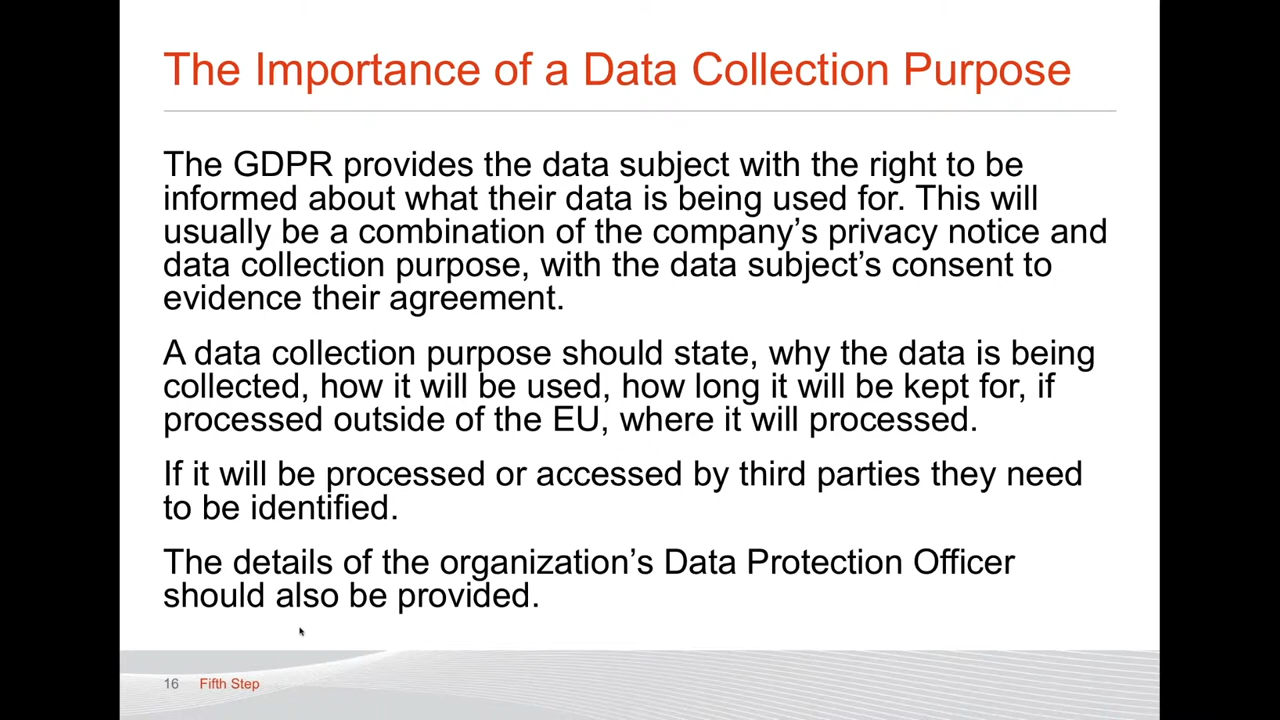 The Importance of a Data Collection Purpose
The GDPR provides the data subject with the right to be
informed about what their data is being used for. This will
usually be a combination of the company’s privacy notice and
data collection purpose, with the data subject’s consent to
evidence their agreement.
A data collection purpose should state, why the data is being
collected, how it will be used, how long it will be kept for, if
processed outside of the EU, where it will processed.
If it will be processed or accessed by third parties they need
to be identified.
The details of the organization’s Data Protection Officer
should also be provided.
16 Fifth Step